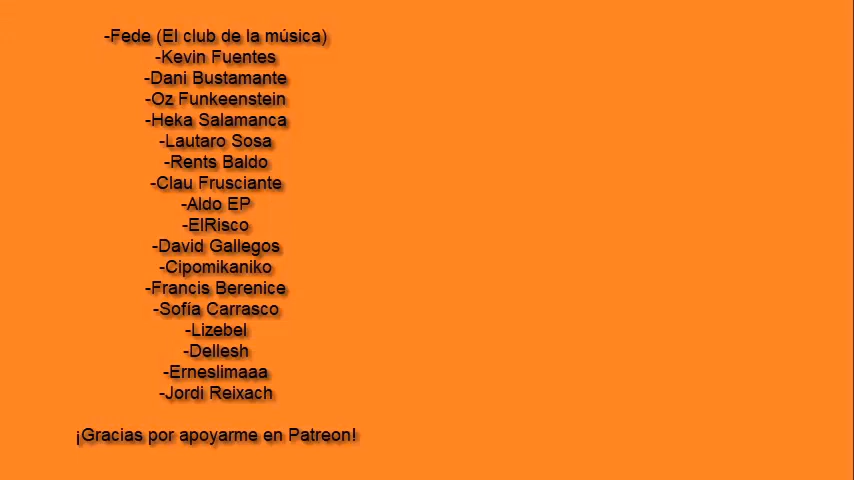 -Fede (El club de la música)
-Kevin Fuentes
-Dani Bustamante
-Oz Funkeenstein
-Heka Salamanca
-Lautaro Sosa
-Rents Baldo
-Clau Frusciante
-Aldo EP
-ElRisco
-David Gallegos
-Cipomikaniko
-Francis Berenice
-Sofía Carrasco
-Lizebel
-Dellesh
-Erneslimaaa
-Jordi Reixach
¡Gracias por apoyarme en Patreon!